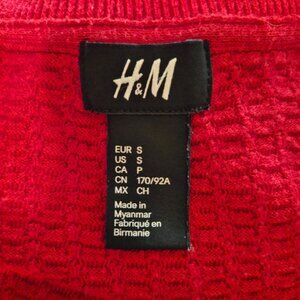 H&M
EUR S
US S
CA P
CN 170/92A
MX CH
Made in
Myanmar
Fabriqué en
Birmanie